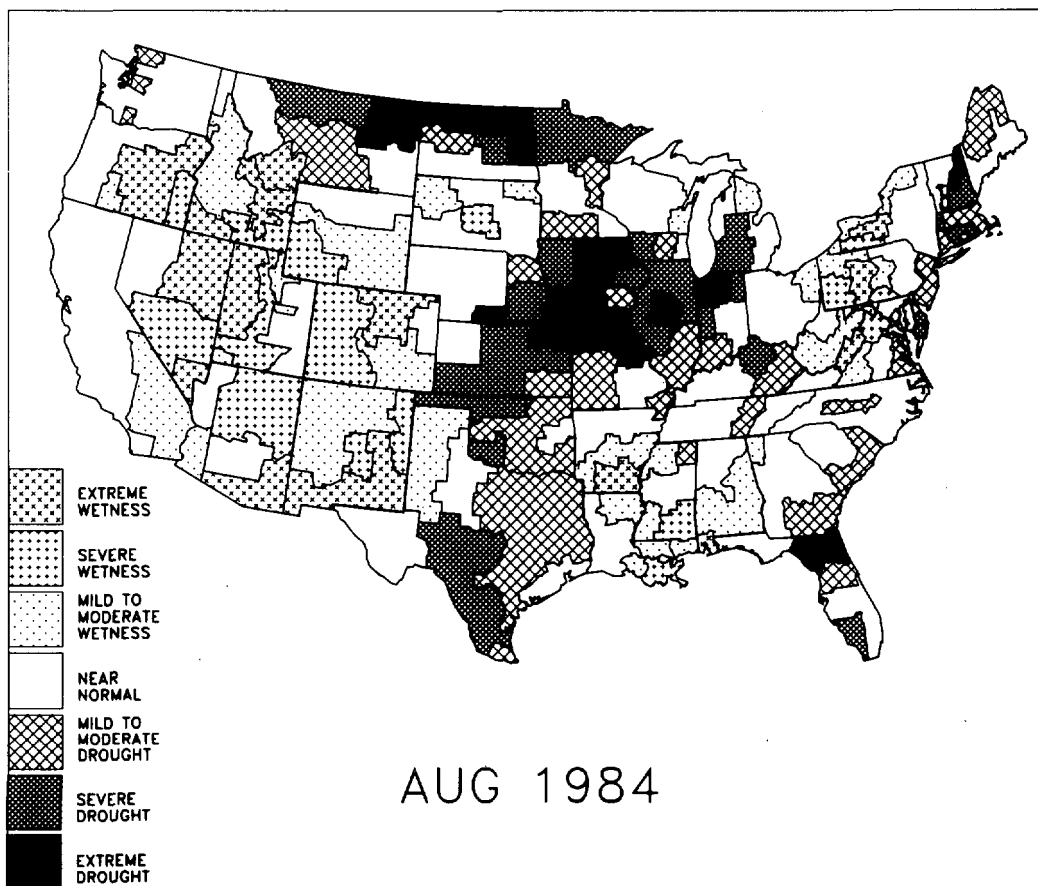 EXTREME
WETNESS
SEVERE
WETNESS
MILD TO
MODERATE
WETNESS
NEAR
NORMAL
MILD TO
MODERATE
DROUGHT
SEVERE
DROUGHT
EXTREME
DROUGHT
AUG 1984